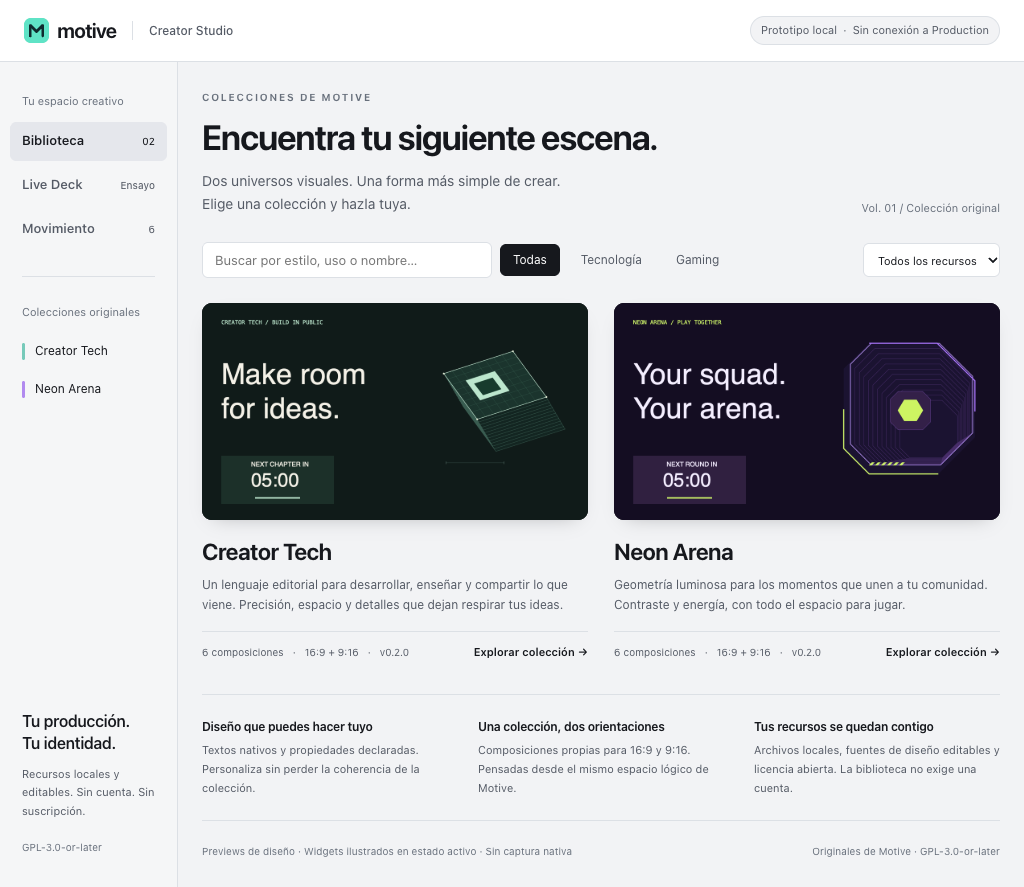 motive
Creator Studio
Prototipo local · Sin conexión a Production
Tu espacio creativo
Biblioteca 02
Live Deck Ensayo
Movimiento 6
Colecciones originales
Creator Tech
Neon Arena
Tu producción.
Tu identidad.
Recursos locales y
editables. Sin cuenta. Sin
suscripción.
GPL-3.0-or-later
COLECCIONES DE MOTIVE
Encuentra tu siguiente escena.
Dos universos visuales. Una forma más simple de crear.
Elige una colección y hazla tuya.
Vol. 01 / Colección original
Buscar por estilo, uso o nombre...
Todas
Tecnología
Gaming
Todos los recursos
CREATOR TECH / BUILD IN PUBLIC
Make room
for ideas.
NEXT CHAPTER IN
05:00
NEON ARENA / PLAY TOGETHER
Your squad.
Your arena.
NEXT ROUND IN
05:00
Creator Tech
Un lenguaje editorial para desarrollar, enseñar y compartir lo que
viene. Precisión, espacio y detalles que dejan respirar tus ideas.
6 composiciones · 16:9 + 9:16 · v0.2.0
Explorar colección →
Neon Arena
Geometría luminosa para los momentos que unen a tu comunidad.
Contraste y energía, con todo el espacio para jugar.
6 composiciones · 16:9 + 9:16 · v0.2.0
Explorar colección →
Diseño que puedes hacer tuyo
Textos nativos y propiedades declaradas.
Personaliza sin perder la coherencia de la
colección.
Una colección, dos orientaciones
Composiciones propias para 16:9 y 9:16.
Pensadas desde el mismo espacio lógico de
Motive.
Tus recursos se quedan contigo
Archivos locales, fuentes de diseño editables y
licencia abierta. La biblioteca no exige una
cuenta.
Previews de diseño · Widgets ilustrados en estado activo · Sin captura nativa
Originales de Motive · GPL-3.0-or-later